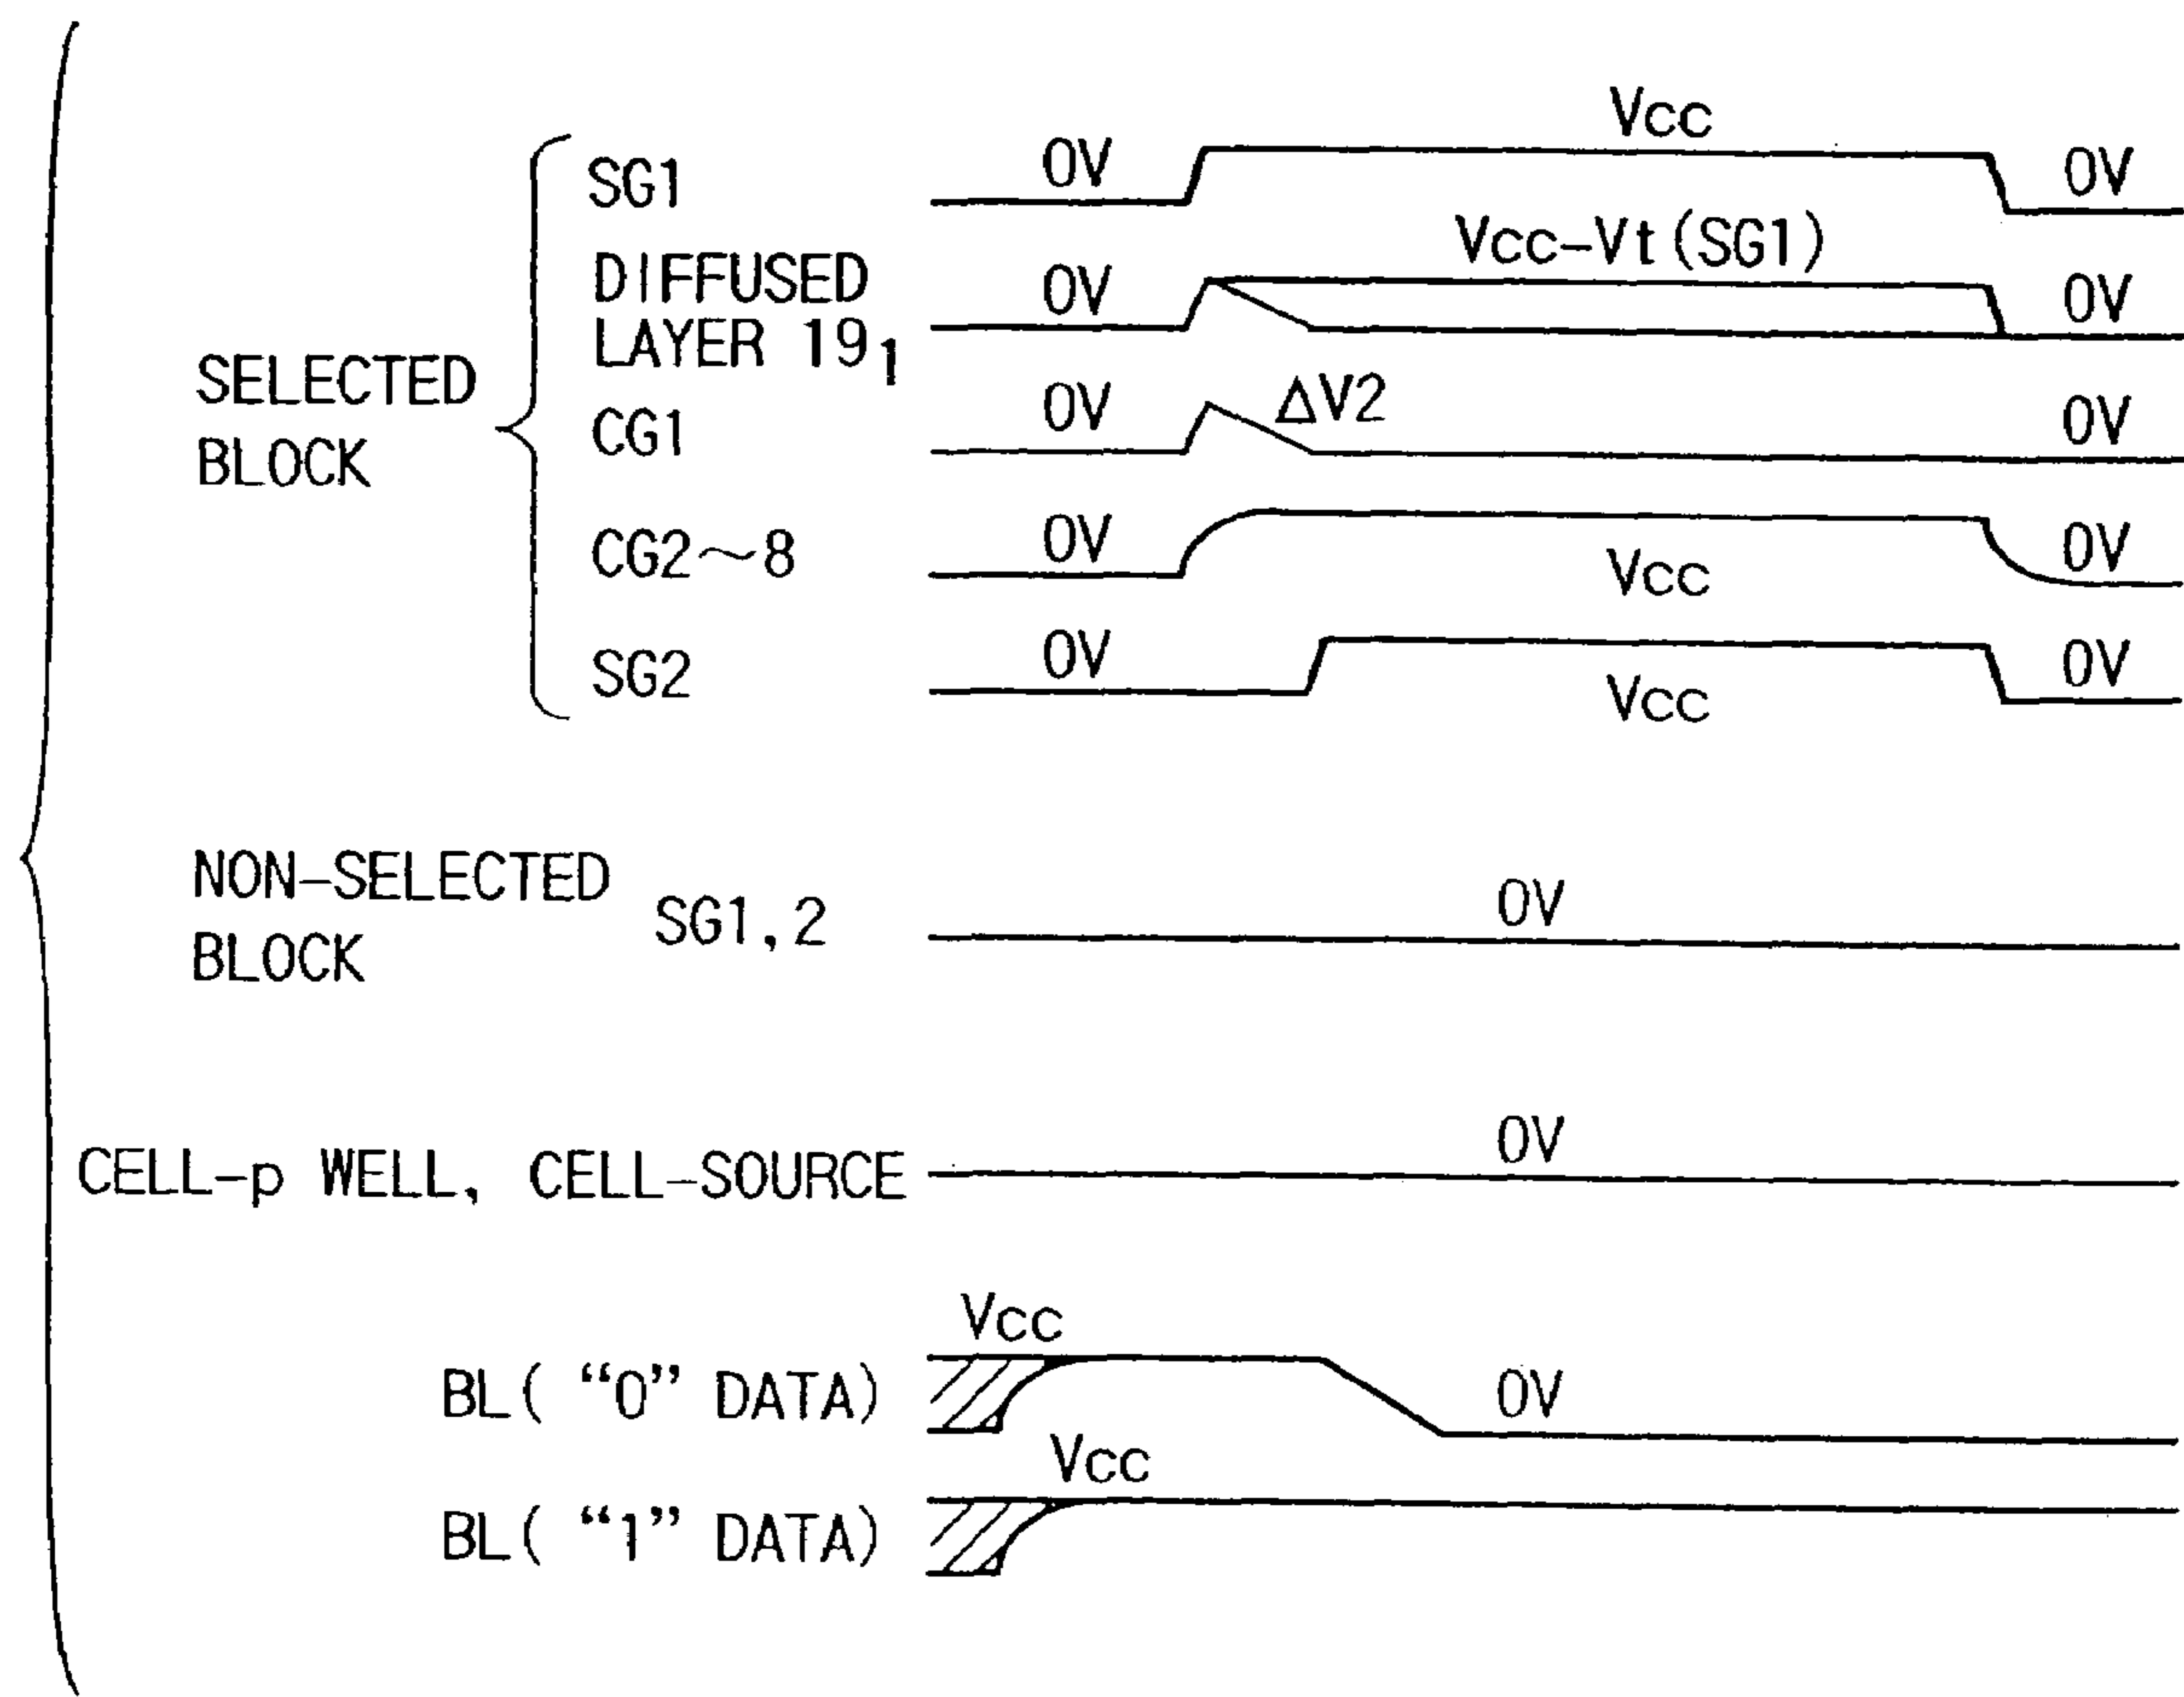 Vcc
SG1 0V 0V
Vcc-Vt(SG1)
DIFFUSED 0V 0V
LAYER 19₁
SELECTED
BLOCK
CG1 0V ΔV2 0V
CG2~8 0V Vcc 0V
SG2 0V Vcc 0V
NON-SELECTED
BLOCK
SG1,2 0V
CELL-p WELL, CELL-SOURCE 0V
Vcc
BL( “0” DATA) 0V
Vcc
BL( “1” DATA)